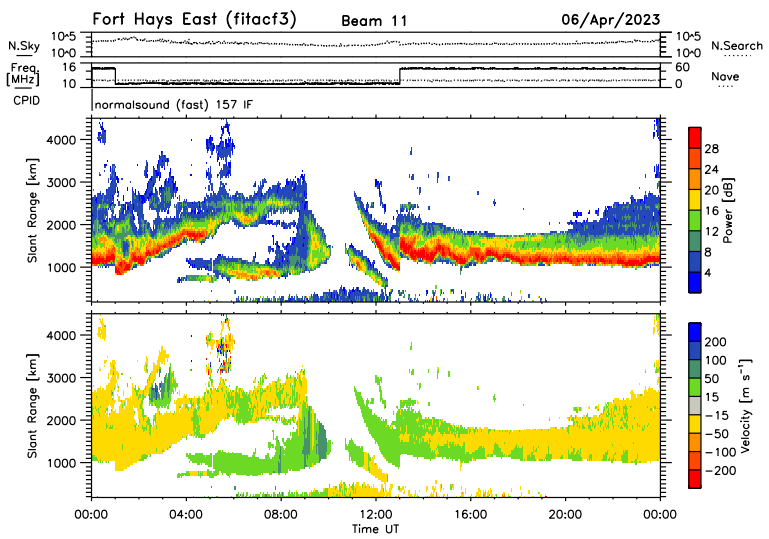 Fort Hays East (fitacf3) Beam 11 06/Apr/2023
N.Sky 10^5 10^0 10^5 10^0 N.Search
Freq. [MHz] 16 10 60 0 Nave
CPID normalsound (fast) 157 IF
Slant Range [km] 4000 3000 2000 1000
Power [dB] 28 24 20 16 12 8 4
Slant Range [km] 4000 3000 2000 1000
Velocity [m s^-1] 200 100 50 15 -15 -50 -100 -200
00:00 04:00 08:00 12:00 16:00 20:00 00:00
Time UT